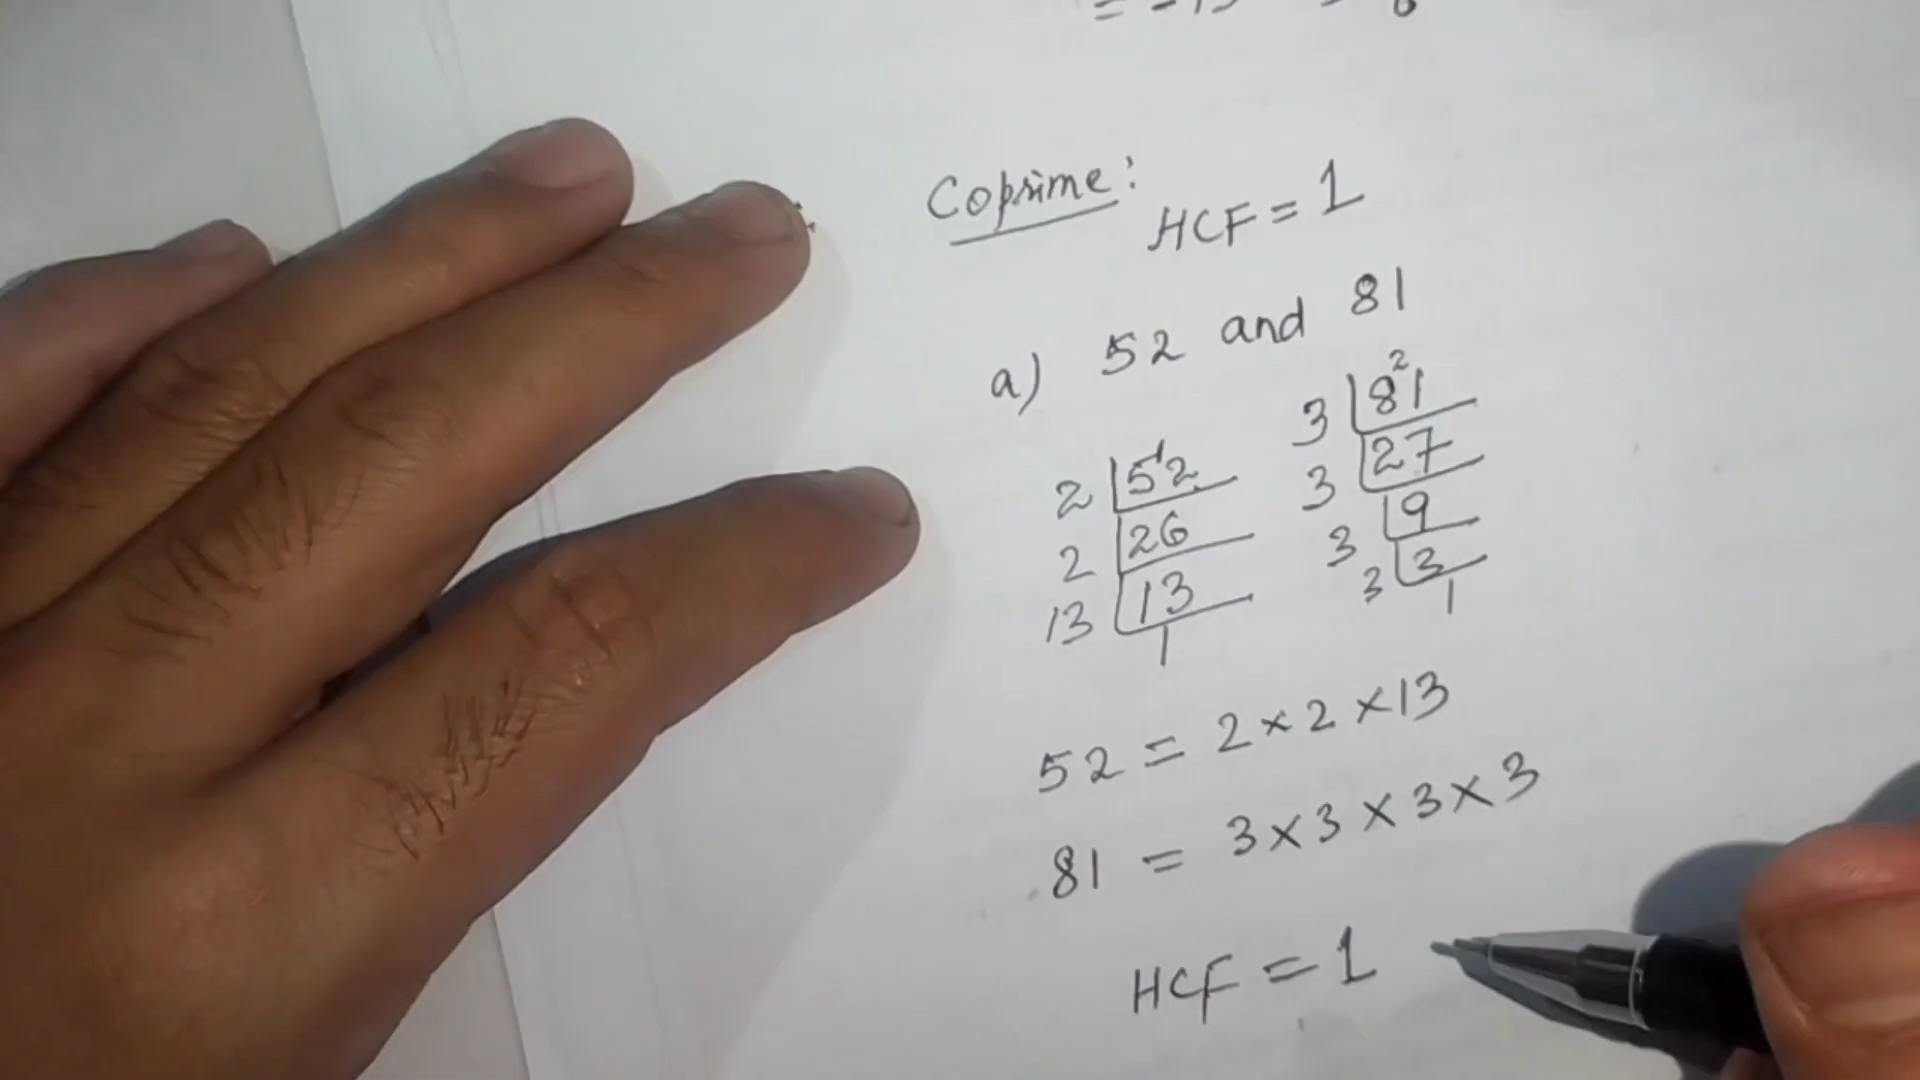 Coprime:
HCF = 1
a) 52 and 81
2 | 52
2 | 26
13 | 13
1
3 | 81
3 | 27
3 | 9
3 | 3
1
52 = 2 × 2 × 13
81 = 3 × 3 × 3 × 3
HCF = 1